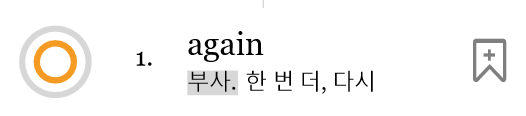 1. again
부사. 한 번 더, 다시